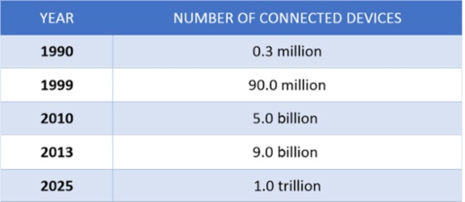 YEAR NUMBER OF CONNECTED DEVICES
1990 0.3 million
1999 90.0 million
2010 5.0 billion
2013 9.0 billion
2025 1.0 trillion